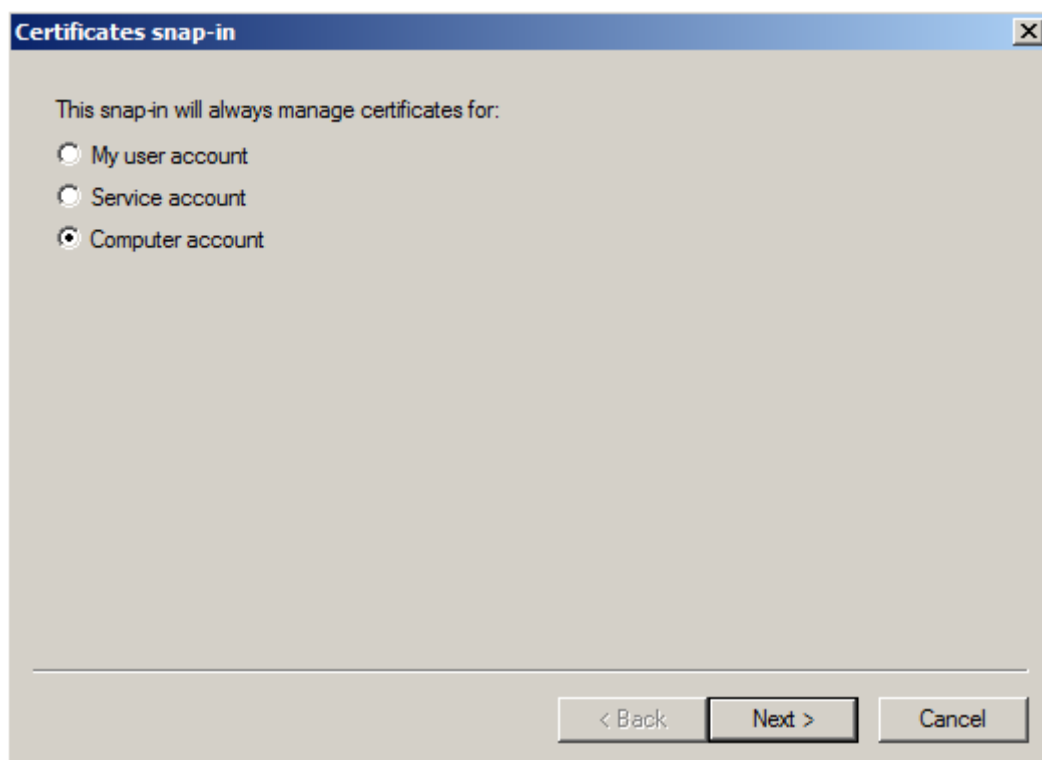 Certificates snap-in
This snap-in will always manage certificates for:
My user account
Service account
Computer account
< Back
Next >
Cancel